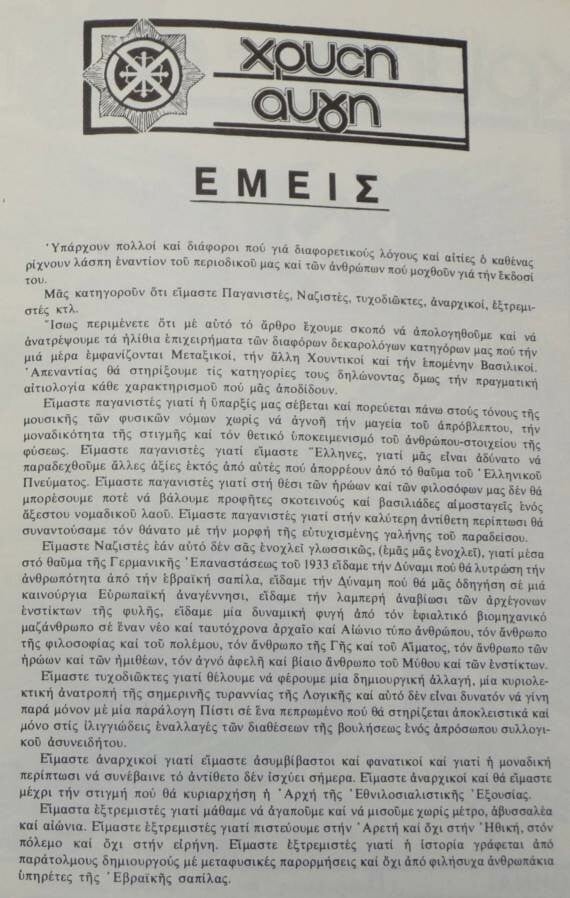 χρυση
αυγη
ΕΜΕΙΣ
Ὑπάρχουν πολλοί καί διάφοροι πού γιά διαφορετικούς λόγους καί αἰτίες ὁ καθένας
ρίχνουν λάσπη ἐναντίον τοῦ περιοδικοῦ μας καί τῶν ἀνθρώπων πού μοχθοῦν γιά τήν ἔκδοσί
του.
Μᾶς κατηγοροῦν ὅτι εἴμαστε Παγανιστές, Ναζιστές, τυχοδιῶκτες, ἀναρχικοί, ἐξτρεμι-
στές κτλ.
Ἴσως περιμένετε ὅτι μέ αὐτό τό ἄρθρο ἔχουμε σκοπό νά ἀπολογηθοῦμε καί νά
ἀνατρέψουμε τά ἠλίθια ἐπιχειρήματα τῶν διαφόρων δεκαρολόγων κατηγόρων μας πού τήν
μιά μέρα ἐμφανίζονται Μεταξικοί, τήν ἄλλη Χουντικοί καί τήν ἑπομένην Βασιλικοί.
Ἀπεναντίας θά στηρίξουμε τίς κατηγορίες τους δηλώνοντας ὅμως τήν πραγματική
αἰτιολογία κάθε χαρακτηρισμοῦ πού μᾶς ἀποδίδουν.
Εἴμαστε παγανιστές γιατί ἡ ὕπαρξίς μας σέβεται καί πορεύεται πάνω στούς τόνους τῆς
μουσικῆς τῶν φυσικῶν νόμων χωρίς νά ἀγνοῆ τήν μαγεία τοῦ ἀπρόβλεπτου, τήν
μοναδικότητα τῆς στιγμῆς καί τόν θετικό ὑποκειμενισμό τοῦ ἀνθρώπου-στοιχείου τῆς
φύσεως. Εἴμαστε παγανιστές γιατί εἴμαστε Ἕλληνες, γιατί μᾶς εἶναι ἀδύνατο νά
παραδεχθοῦμε ἄλλες ἀξίες ἐκτός ἀπό αὐτές πού ἀπορρέουν ἀπό τό θαῦμα τοῦ Ἑλληνικοῦ
Πνεύματος. Εἴμαστε παγανιστές γιατί στή θέσι τῶν ἡρώων καί τῶν φιλοσόφων μας δέν θά
μπορέσουμε ποτέ νά βάλουμε προφῆτες σκοτεινούς καί βασιλιάδες αἱμοσταγεῖς ἑνός
ἄξεστου νομαδικοῦ λαοῦ. Εἴμαστε παγανιστές γιατί στήν καλύτερη ἀντίθετη περίπτωσι θά
συναντούσαμε τόν θάνατο μέ τήν μορφή τῆς εὐτυχισμένης γαλήνης τοῦ παραδείσου.
Εἴμαστε Ναζιστές ἐάν αὐτό δέν σᾶς ἐνοχλεῖ γλωσσικῶς, (ἐμᾶς μᾶς ἐνοχλεῖ), γιατί μέσα
στό θαῦμα τῆς Γερμανικῆς Ἐπαναστάσεως τοῦ 1933 εἴδαμε τήν Δύναμι πού θά λυτρώση τήν
ἀνθρωπότητα ἀπό τήν ἑβραϊκή σαπίλα, εἴδαμε τήν Δύναμη πού θά μᾶς ὁδηγήση σέ μιά
καινούργια Εὐρωπαϊκή ἀναγέννησι, εἴδαμε τήν λαμπερή ἀναβίωσι τῶν ἀρχέγονων
ἐνστίκτων τῆς φυλῆς, εἴδαμε μία δυναμική φυγή ἀπό τόν ἐφιαλτικό βιομηχανικό
μαζάνθρωπο σέ ἕναν νέο καί ταυτόχρονα ἀρχαῖο καί Αἰώνιο τύπο ἀνθρώπου, τόν ἄνθρωπο
τῆς φιλοσοφίας καί τοῦ πολέμου, τόν ἄνθρωπο τῆς Γῆς καί τοῦ Αἵματος, τόν ἄνθρωπο τῶν
ἡρώων καί τῶν ἡμιθέων, τόν ἁγνό ἀφελῆ καί βίαιο ἄνθρωπο τοῦ Μύθου καί τῶν ἐνστίκτων.
Εἴμαστε τυχοδιῶκτες γιατί θέλουμε νά φέρουμε μία δημιουργική ἀλλαγή, μία κυριολε-
κτική ἀνατροπή τῆς σημερινῆς τυραννίας τῆς Λογικῆς καί αὐτό δέν εἶναι δυνατόν νά γίνη
παρά μόνον μέ μία παράλογη Πίστι σέ ἕνα πεπρωμένο πού θά στηρίζεται ἀποκλειστικά καί
μόνο στίς ἰλιγγιώδεις ἐναλλαγές τῶν διαθέσεων τῆς βουλήσεως ἑνός ἀπρόσωπου συλλογι-
κοῦ ἀσυνειδήτου.
Εἴμαστε ἀναρχικοί γιατί εἴμαστε ἀσυμβίβαστοι καί φανατικοί καί γιατί ἡ μοναδική
περίπτωσι νά συνέβαινε τό ἀντίθετο δέν ἰσχύει σήμερα. Εἴμαστε ἀναρχικοί καί θά εἴμαστε
μέχρι τήν στιγμή πού θά κυριαρχήση ἡ Ἀρχή τῆς Ἐθνιλοσιαλιστικῆς Ἐξουσίας.
Εἴμαστα ἐξτρεμιστές γιατί μάθαμε νά ἀγαποῦμε καί νά μισοῦμε χωρίς μέτρο, ἀβυσσαλέα
καί αἰώνια. Εἴμαστε ἐξτρεμιστές γιατί πιστεύουμε στήν Ἀρετή καί ὄχι στήν Ἠθική, στόν
πόλεμο καί ὄχι στήν εἰρήνη. Εἴμαστε ἐξτρεμιστές γιατί ἡ ἱστορία γράφεται ἀπό
παράτολμους δημιουργούς μέ μεταφυσικές παρορμήσεις καί ὄχι ἀπό φιλήσυχα ἀνθρωπάκια
ὑπηρέτες τῆς Ἑβραϊκῆς σαπίλας.